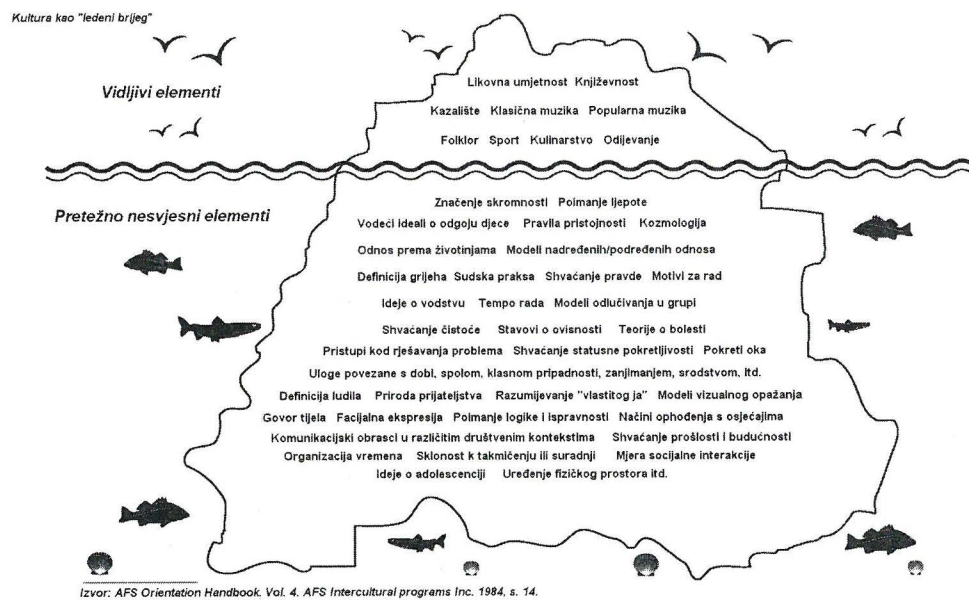 Kultura kao "ledeni brijeg"
Vidljivi elementi
Likovna umjetnost Književnost
Kazalište Klasična muzika Popularna muzika
Folklor Sport Kulinarstvo Odijevanje
Pretežno nesvjesni elementi
Značenje skromnosti Poimanje ljepote
Vodeći ideali o odgoju djece Pravila pristojnosti Kozmologija
Odnos prema životinjama Modeli nadređenih/podređenih odnosa
Definicija grijeha Sudska praksa Shvaćanje pravde Motivi za rad
Ideje o vodstvu Tempo rada Modeli odlučivanja u grupi
Shvaćanje čistoće Stavovi o ovisnosti Teorije o bolesti
Pristupi kod rješavanja problema Shvaćanje statusne pokretljivosti Pokreti oka
Uloge povezane s dobi, spolom, klasnom pripadnosti, zanjimanjem, srodstvom, itd.
Definicija ludila Priroda prijateljstva Razumijevanje "vlastitog ja" Modeli vizualnog opažanja
Govor tijela Facijalna ekspresija Poimanje logike i ispravnosti Načini ophođenja s osjećajima
Komunikacijski obrasci u različitim društvenim kontekstima Shvaćanje prošlosti i budućnosti
Organizacija vremena Sklonost k takmičenju ili suradnji Mjera socijalne interakcije
Ideje o adolescenciji Uređenje fizičkog prostora itd.
Izvor: AFS Orientation Handbook. Vol. 4. AFS Intercultural programs Inc. 1984, s. 14.